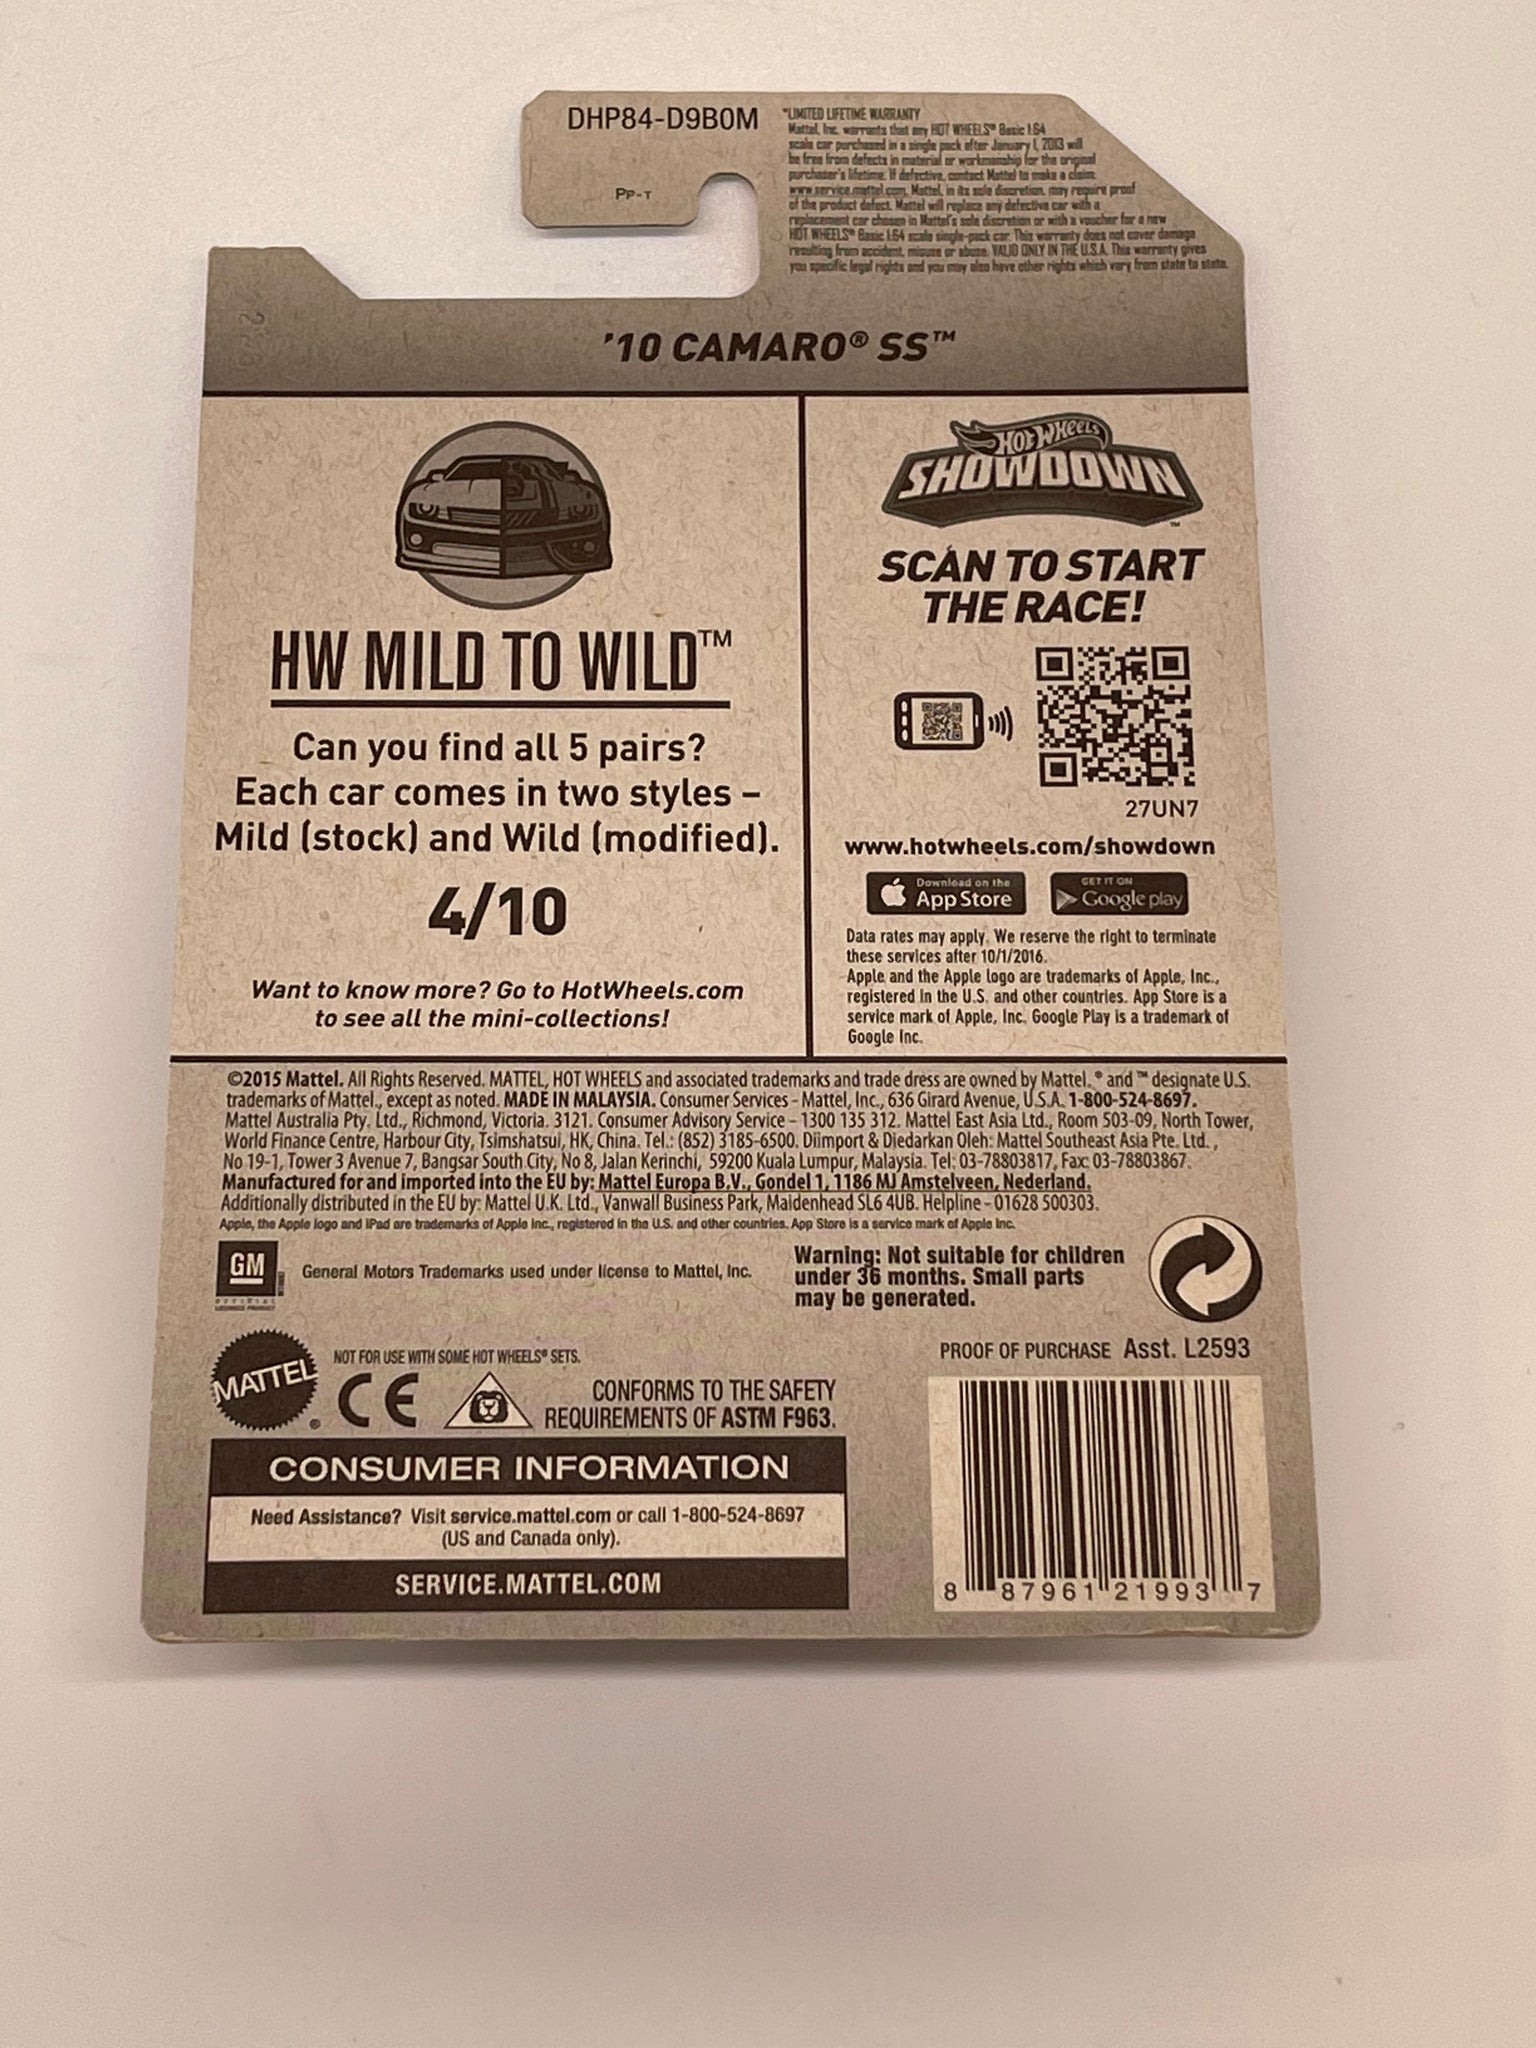 DHP84-D9B0M
PP-T
*LIMITED LIFETIME WARRANTY
Mattel, Inc. warrants that any HOT WHEELS® Basic 1:64
scale car purchased in a single pack after January 1, 2013 will
be free from defects in material or workmanship for the original
purchaser's lifetime. If defective, contact Mattel to make a claim:
www.service.mattel.com. Mattel, in its sole discretion, may require proof
of the product defect. Mattel will replace any defective car with a
replacement car chosen in Mattel's sole discretion or with a voucher for a new
HOT WHEELS® Basic 1:64 scale single-pack car. This warranty does not cover damage
resulting from accident, misuse or abuse. VALID ONLY IN THE U.S.A. This warranty gives
you specific legal rights and you may also have other rights which vary from state to state.
'10 CAMARO® SS™
HW MILD TO WILD™
Can you find all 5 pairs?
Each car comes in two styles –
Mild (stock) and Wild (modified).
4/10
Want to know more? Go to HotWheels.com
to see all the mini-collections!
HOT WHEELS
SHOWDOWN™
SCAN TO START
THE RACE!
27UN7
www.hotwheels.com/showdown
Download on the
App Store
GET IT ON
Google play
Data rates may apply. We reserve the right to terminate
these services after 10/1/2016.
Apple and the Apple logo are trademarks of Apple, Inc.,
registered in the U.S. and other countries. App Store is a
service mark of Apple, Inc. Google Play is a trademark of
Google Inc.
©2015 Mattel. All Rights Reserved. MATTEL, HOT WHEELS and associated trademarks and trade dress are owned by Mattel. ® and ™ designate U.S.
trademarks of Mattel., except as noted. MADE IN MALAYSIA. Consumer Services - Mattel, Inc., 636 Girard Avenue, U.S.A. 1-800-524-8697.
Mattel Australia Pty. Ltd., Richmond, Victoria. 3121. Consumer Advisory Service – 1300 135 312. Mattel East Asia Ltd., Room 503-09, North Tower,
World Finance Centre, Harbour City, Tsimshatsui, HK, China. Tel.: (852) 3185-6500. Diimport & Diedarkan Oleh: Mattel Southeast Asia Pte. Ltd.,
No 19-1, Tower 3 Avenue 7, Bangsar South City, No 8, Jalan Kerinchi, 59200 Kuala Lumpur, Malaysia. Tel: 03-78803817, Fax: 03-78803867.
Manufactured for and imported into the EU by: Mattel Europa B.V., Gondel 1, 1186 MJ Amstelveen, Nederland.
Additionally distributed in the EU by: Mattel U.K. Ltd., Vanwall Business Park, Maidenhead SL6 4UB. Helpline - 01628 500303.
Apple, the Apple logo and iPad are trademarks of Apple Inc., registered in the U.S. and other countries. App Store is a service mark of Apple Inc.
GM
OFFICIAL
LICENSED PRODUCT
General Motors Trademarks used under license to Mattel, Inc.
Warning: Not suitable for children
under 36 months. Small parts
may be generated.
MATTEL®
NOT FOR USE WITH SOME HOT WHEELS® SETS.
CE
CONFORMS TO THE SAFETY
REQUIREMENTS OF ASTM F963.
PROOF OF PURCHASE Asst. L2593
CONSUMER INFORMATION
Need Assistance? Visit service.mattel.com or call 1-800-524-8697
(US and Canada only).
SERVICE.MATTEL.COM
8 87961 21993 7